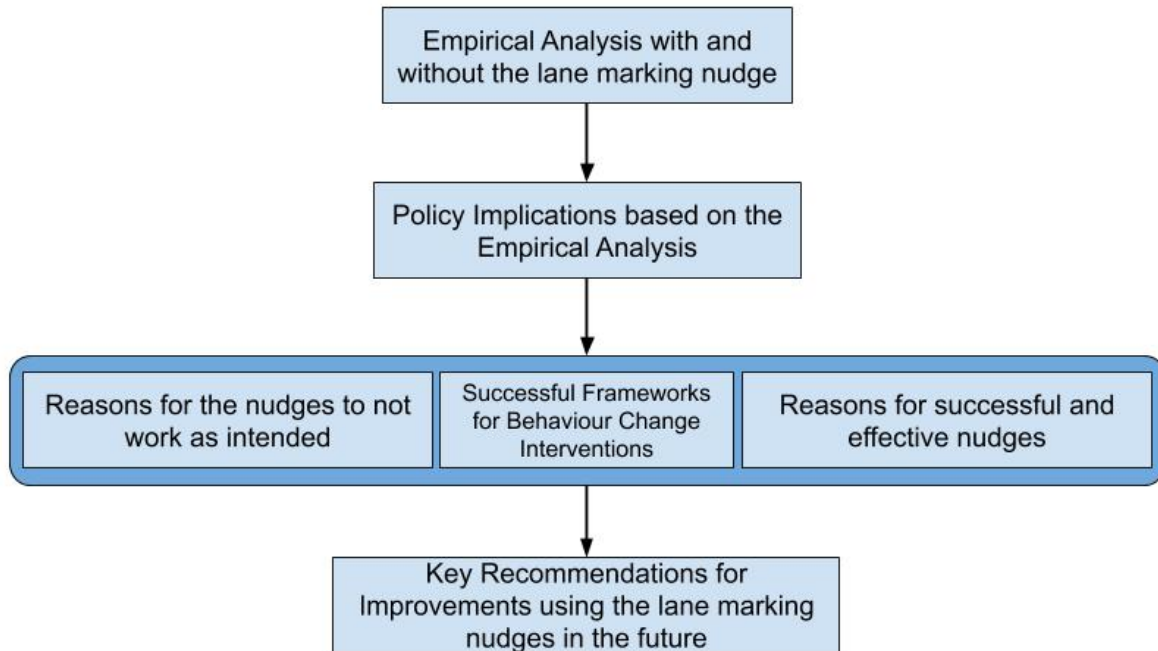 Empirical Analysis with and
without the lane marking nudge
Policy Implications based on the
Empirical Analysis
Reasons for the nudges to not
work as intended
Successful Frameworks
for Behaviour Change
Interventions
Reasons for successful and
effective nudges
Key Recommendations for
Improvements using the lane marking
nudges in the future